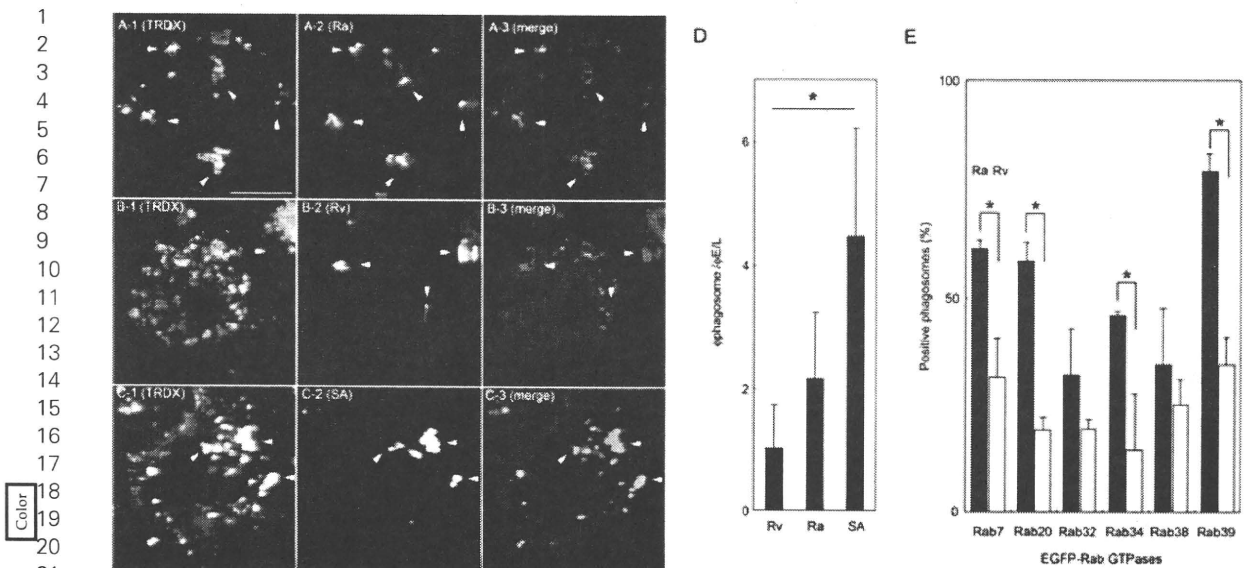 1
2
3
4
5
6
7
8
9
10
11
12
13
14
15
16
17
18
19
20
Color
A-1 (TRDX)
A-2 (Ra)
A-3 (merge)
B-1 (TRDX)
B-2 (Rv)
B-3 (merge)
C-1 (TRDX)
C-2 (SA)
C-3 (merge)
D
6
4
2
0
*
Rv Ra SA
E
100
50
0
Positive phagosomes (%)
Ra Rv
*
*
*
*
Rab7 Rab20 Rab32 Rab34 Rab38 Rab39
EGFP-Rab GTPases